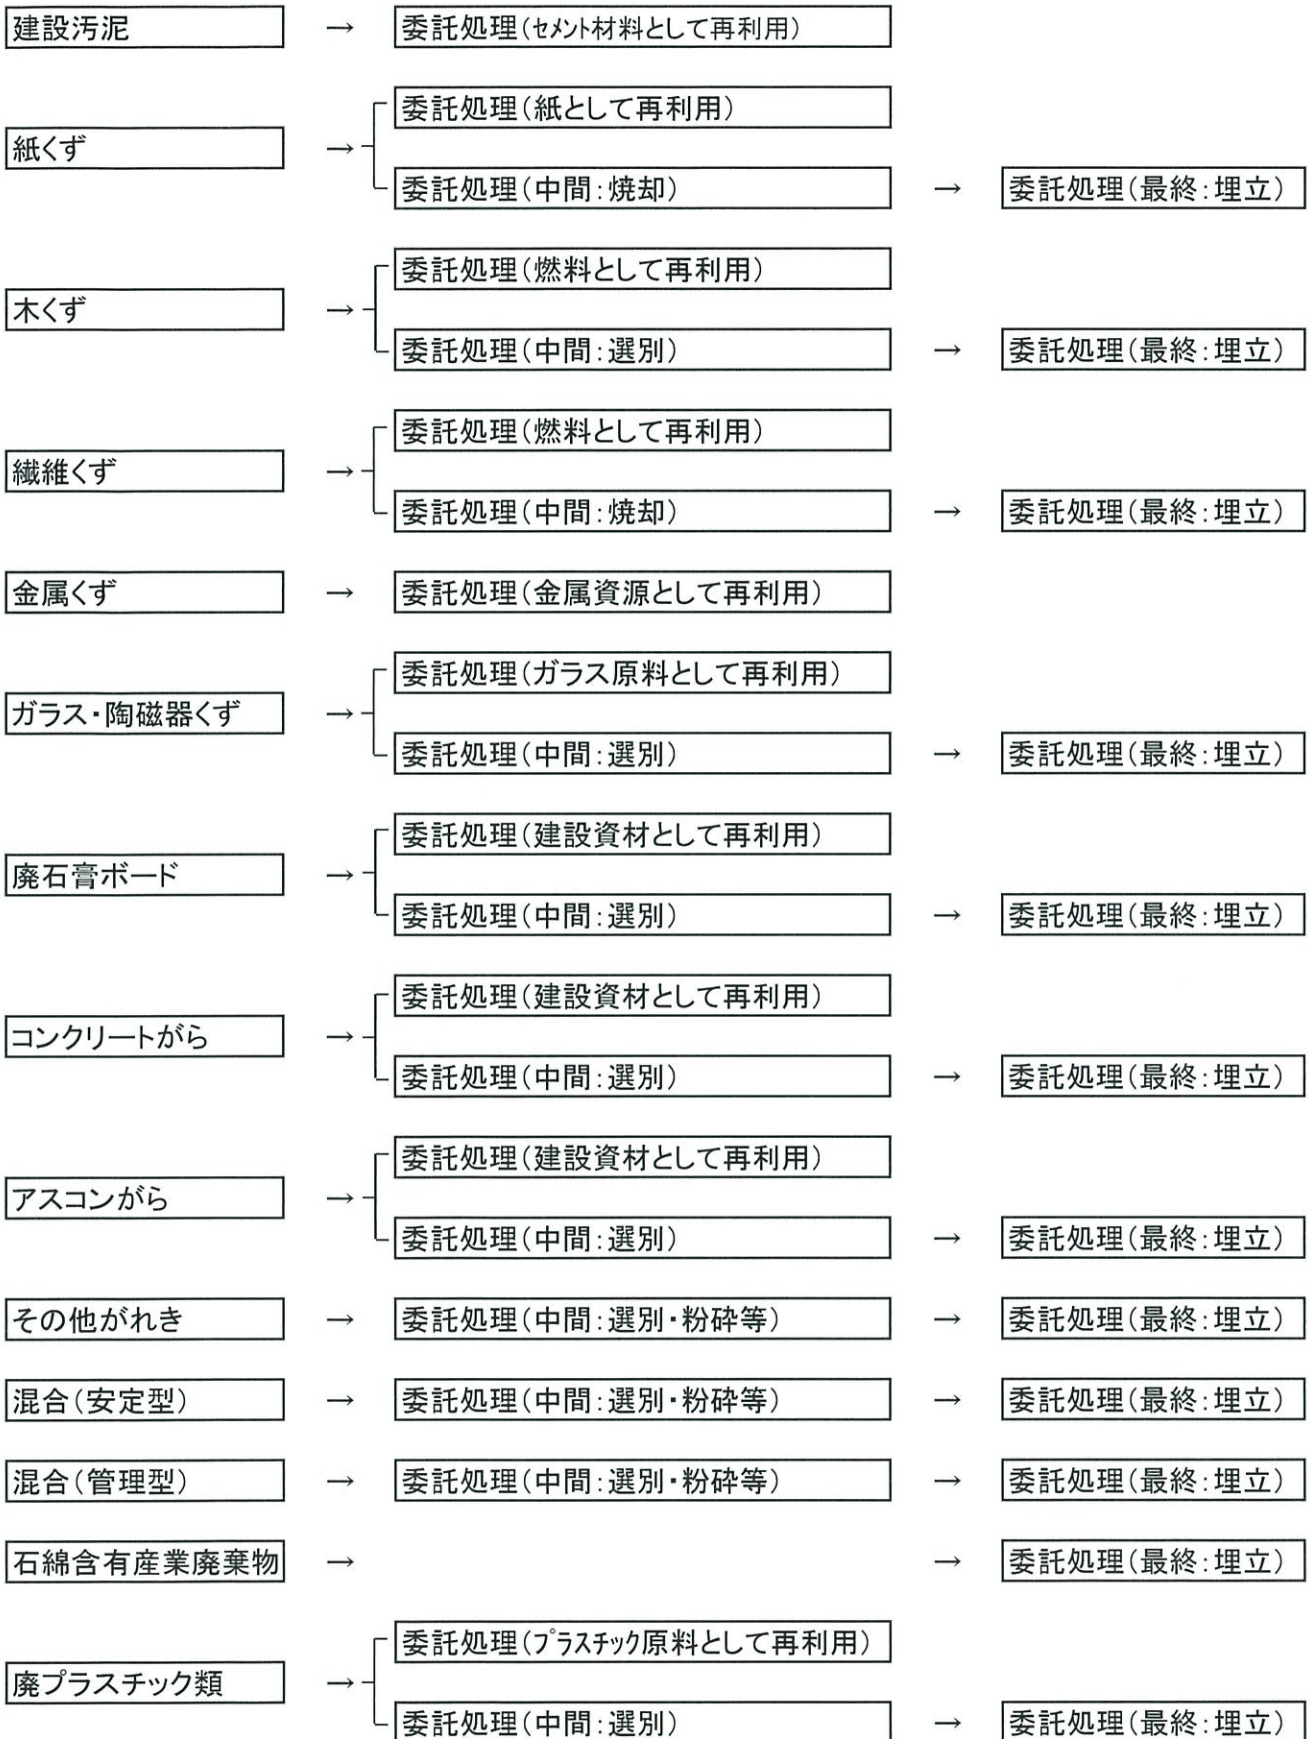 建設汚泥 → 委託処理(ｾﾒﾝﾄ材料として再利用)
委託処理(紙として再利用)
紙くず →
委託処理(中間:焼却) → 委託処理(最終:埋立)
委託処理(燃料として再利用)
木くず →
委託処理(中間:選別) → 委託処理(最終:埋立)
委託処理(燃料として再利用)
繊維くず →
委託処理(中間:焼却) → 委託処理(最終:埋立)
金属くず → 委託処理(金属資源として再利用)
委託処理(ガラス原料として再利用)
ガラス・陶磁器くず →
委託処理(中間:選別) → 委託処理(最終:埋立)
委託処理(建設資材として再利用)
廃石膏ボード →
委託処理(中間:選別) → 委託処理(最終:埋立)
委託処理(建設資材として再利用)
コンクリートがら →
委託処理(中間:選別) → 委託処理(最終:埋立)
委託処理(建設資材として再利用)
アスコンがら →
委託処理(中間:選別) → 委託処理(最終:埋立)
その他がれき → 委託処理(中間:選別・粉砕等) → 委託処理(最終:埋立)
混合(安定型) → 委託処理(中間:選別・粉砕等) → 委託処理(最終:埋立)
混合(管理型) → 委託処理(中間:選別・粉砕等) → 委託処理(最終:埋立)
石綿含有産業廃棄物 → → 委託処理(最終:埋立)
委託処理(ﾌﾟﾗｽﾁｯｸ原料として再利用)
廃プラスチック類 →
委託処理(中間:選別) → 委託処理(最終:埋立)